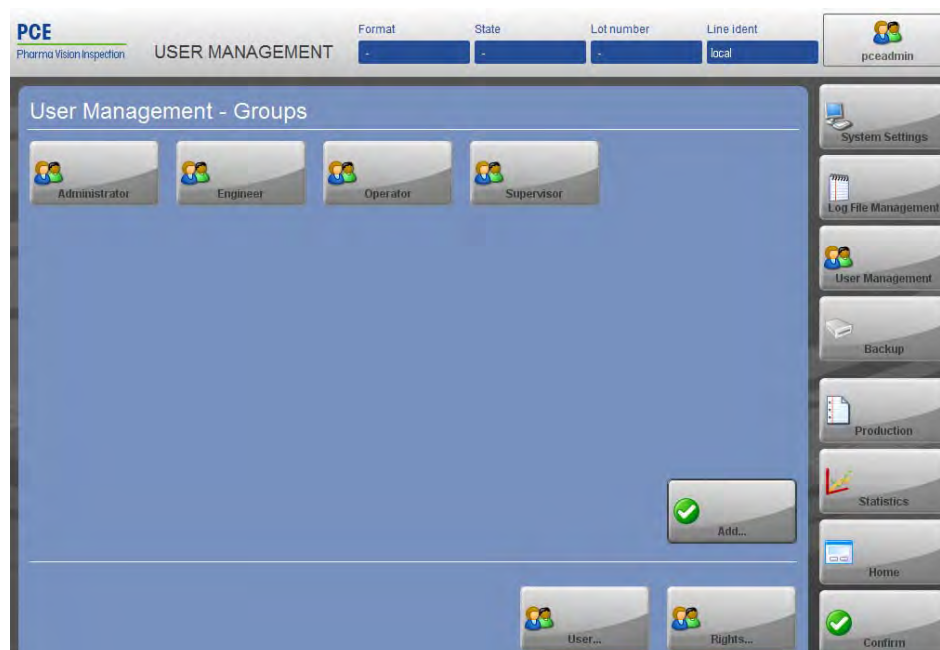 PCE
Pharma Vision Inspection
USER MANAGEMENT
Format
-
State
-
Lot number
-
Line ident
local
pceadmin
User Management - Groups
Administrator
Engineer
Operator
Supervisor
Add...
User...
Rights...
System Settings
Log File Management
User Management
Backup
Production
Statistics
Home
Confirm